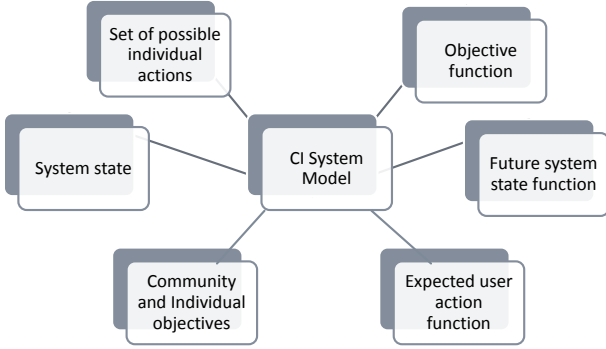 Set of possible
individual
actions
Objective
function
System state
CI System
Model
Future system
state function
Community
and Individual
objectives
Expected user
action
function